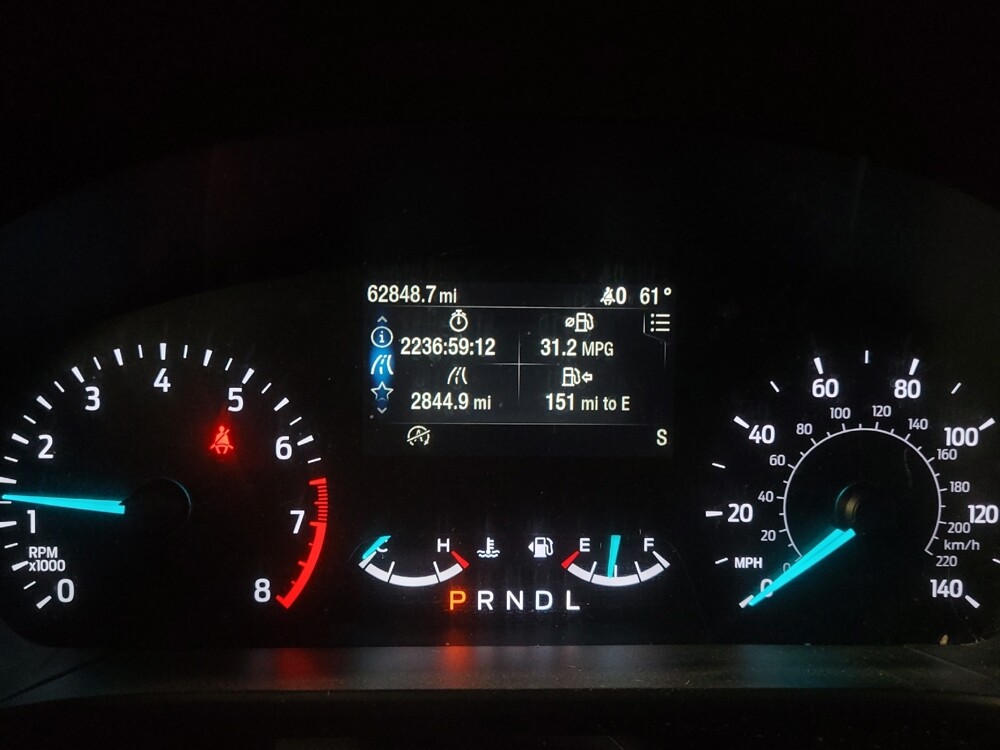 62848.7 mi 0 61°
2236:59:12 31.2 MPG
2844.9 mi 151 mi to E
S
0 1 2 3 4 5 6 7 8
RPM
x1000
C H
E F
P R N D L
0 20 40 60 80 100 120 140
MPH
0 20 40 60 80 100 120 140 160 180 200 220
km/h